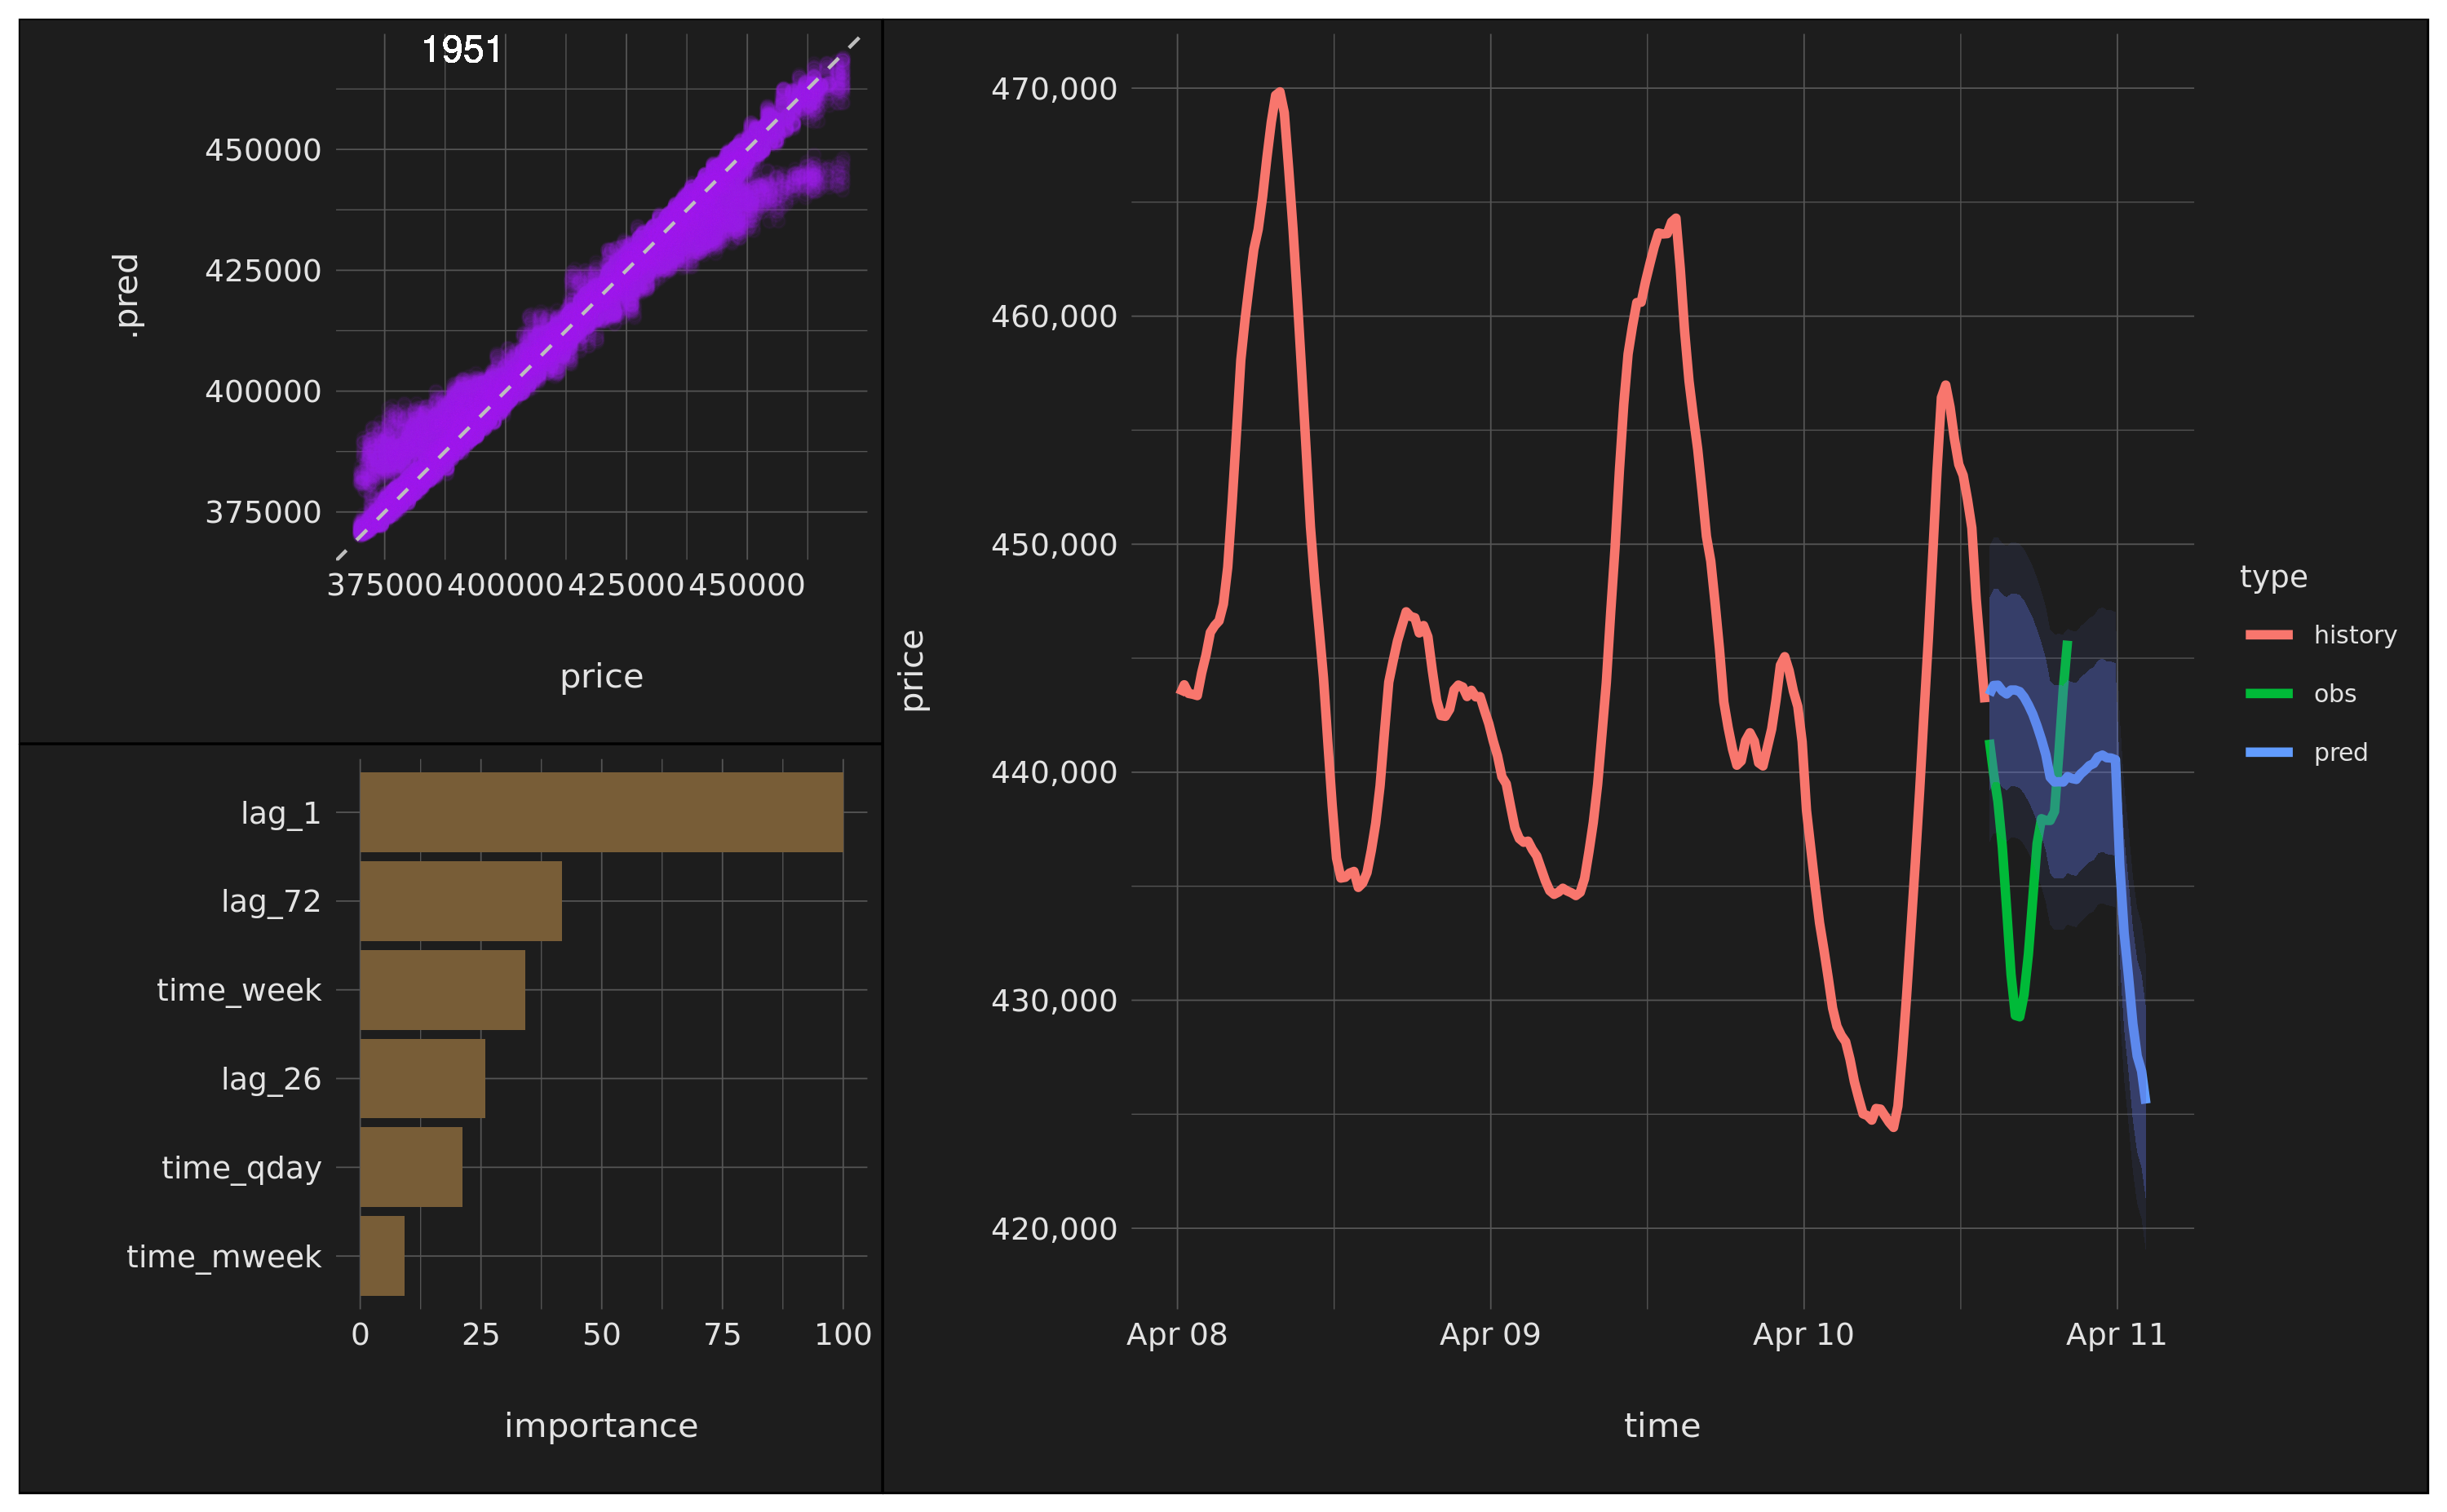 1951
450000
425000
400000
375000
.pred
375000 400000 425000 450000
price
lag_1
lag_72
time_week
lag_26
time_qday
time_mweek
0 25 50 75 100
importance
470,000
460,000
450,000
440,000
430,000
420,000
price
Apr 08 Apr 09 Apr 10 Apr 11
time
type
history
obs
pred